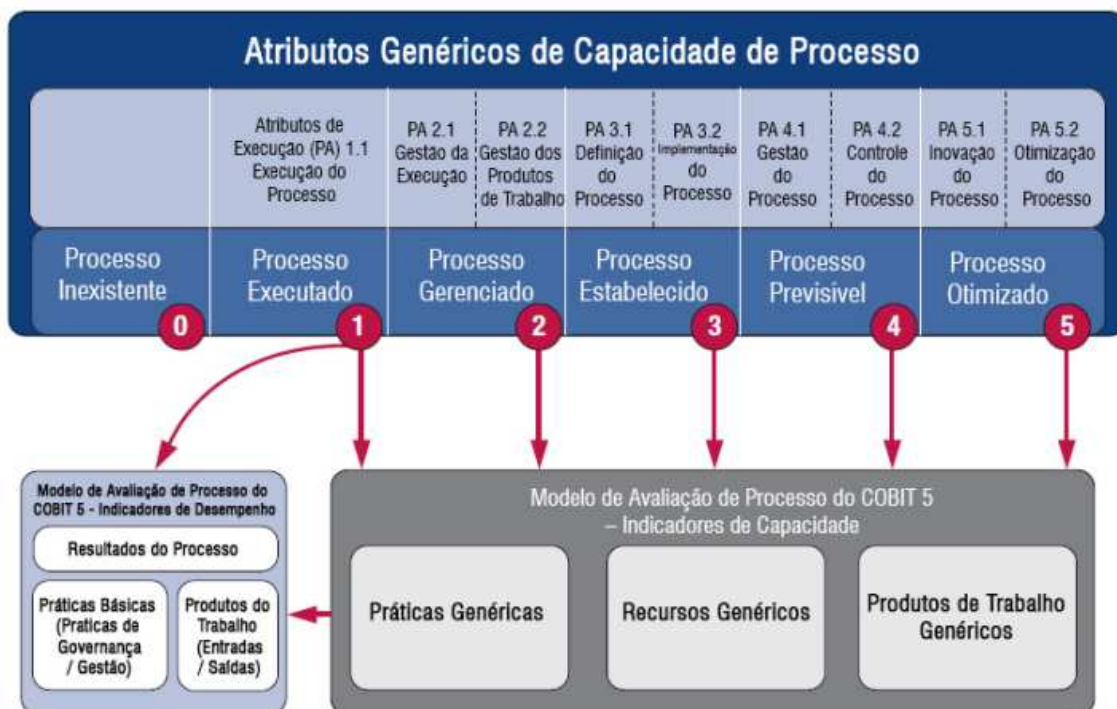 Atributos Genéricos de Capacidade de Processo
Atributos de
Execução (PA) 1.1
Execução do
Processo
PA 2.1
Gestão da
Execução
PA 2.2
Gestão dos
Produtos
de Trabalho
PA 3.1
Definição
do
Processo
PA 3.2
Implementação
do
Processo
PA 4.1
Gestão
do
Processo
PA 4.2
Controle
do
Processo
PA 5.1
Inovação
do
Processo
PA 5.2
Otimização
do
Processo
Processo
Inexistente
0
Processo
Executado
1
Processo
Gerenciado
2
Processo
Estabelecido
3
Processo
Previsivel
4
Processo
Otimizado
5
Modelo de Avaliação de Processo do
COBIT 5 - Indicadores de Desempenho
Resultados do Processo
Práticas Básicas
(Praticas de
Governança
/ Gestão)
Produtos do
Trabalho
(Entradas
/ Saídas)
Modelo de Avaliação de Processo do COBIT 5
– Indicadores de Capacidade
Práticas Genéricas
Recursos Genéricos
Produtos de Trabalho
Genéricos